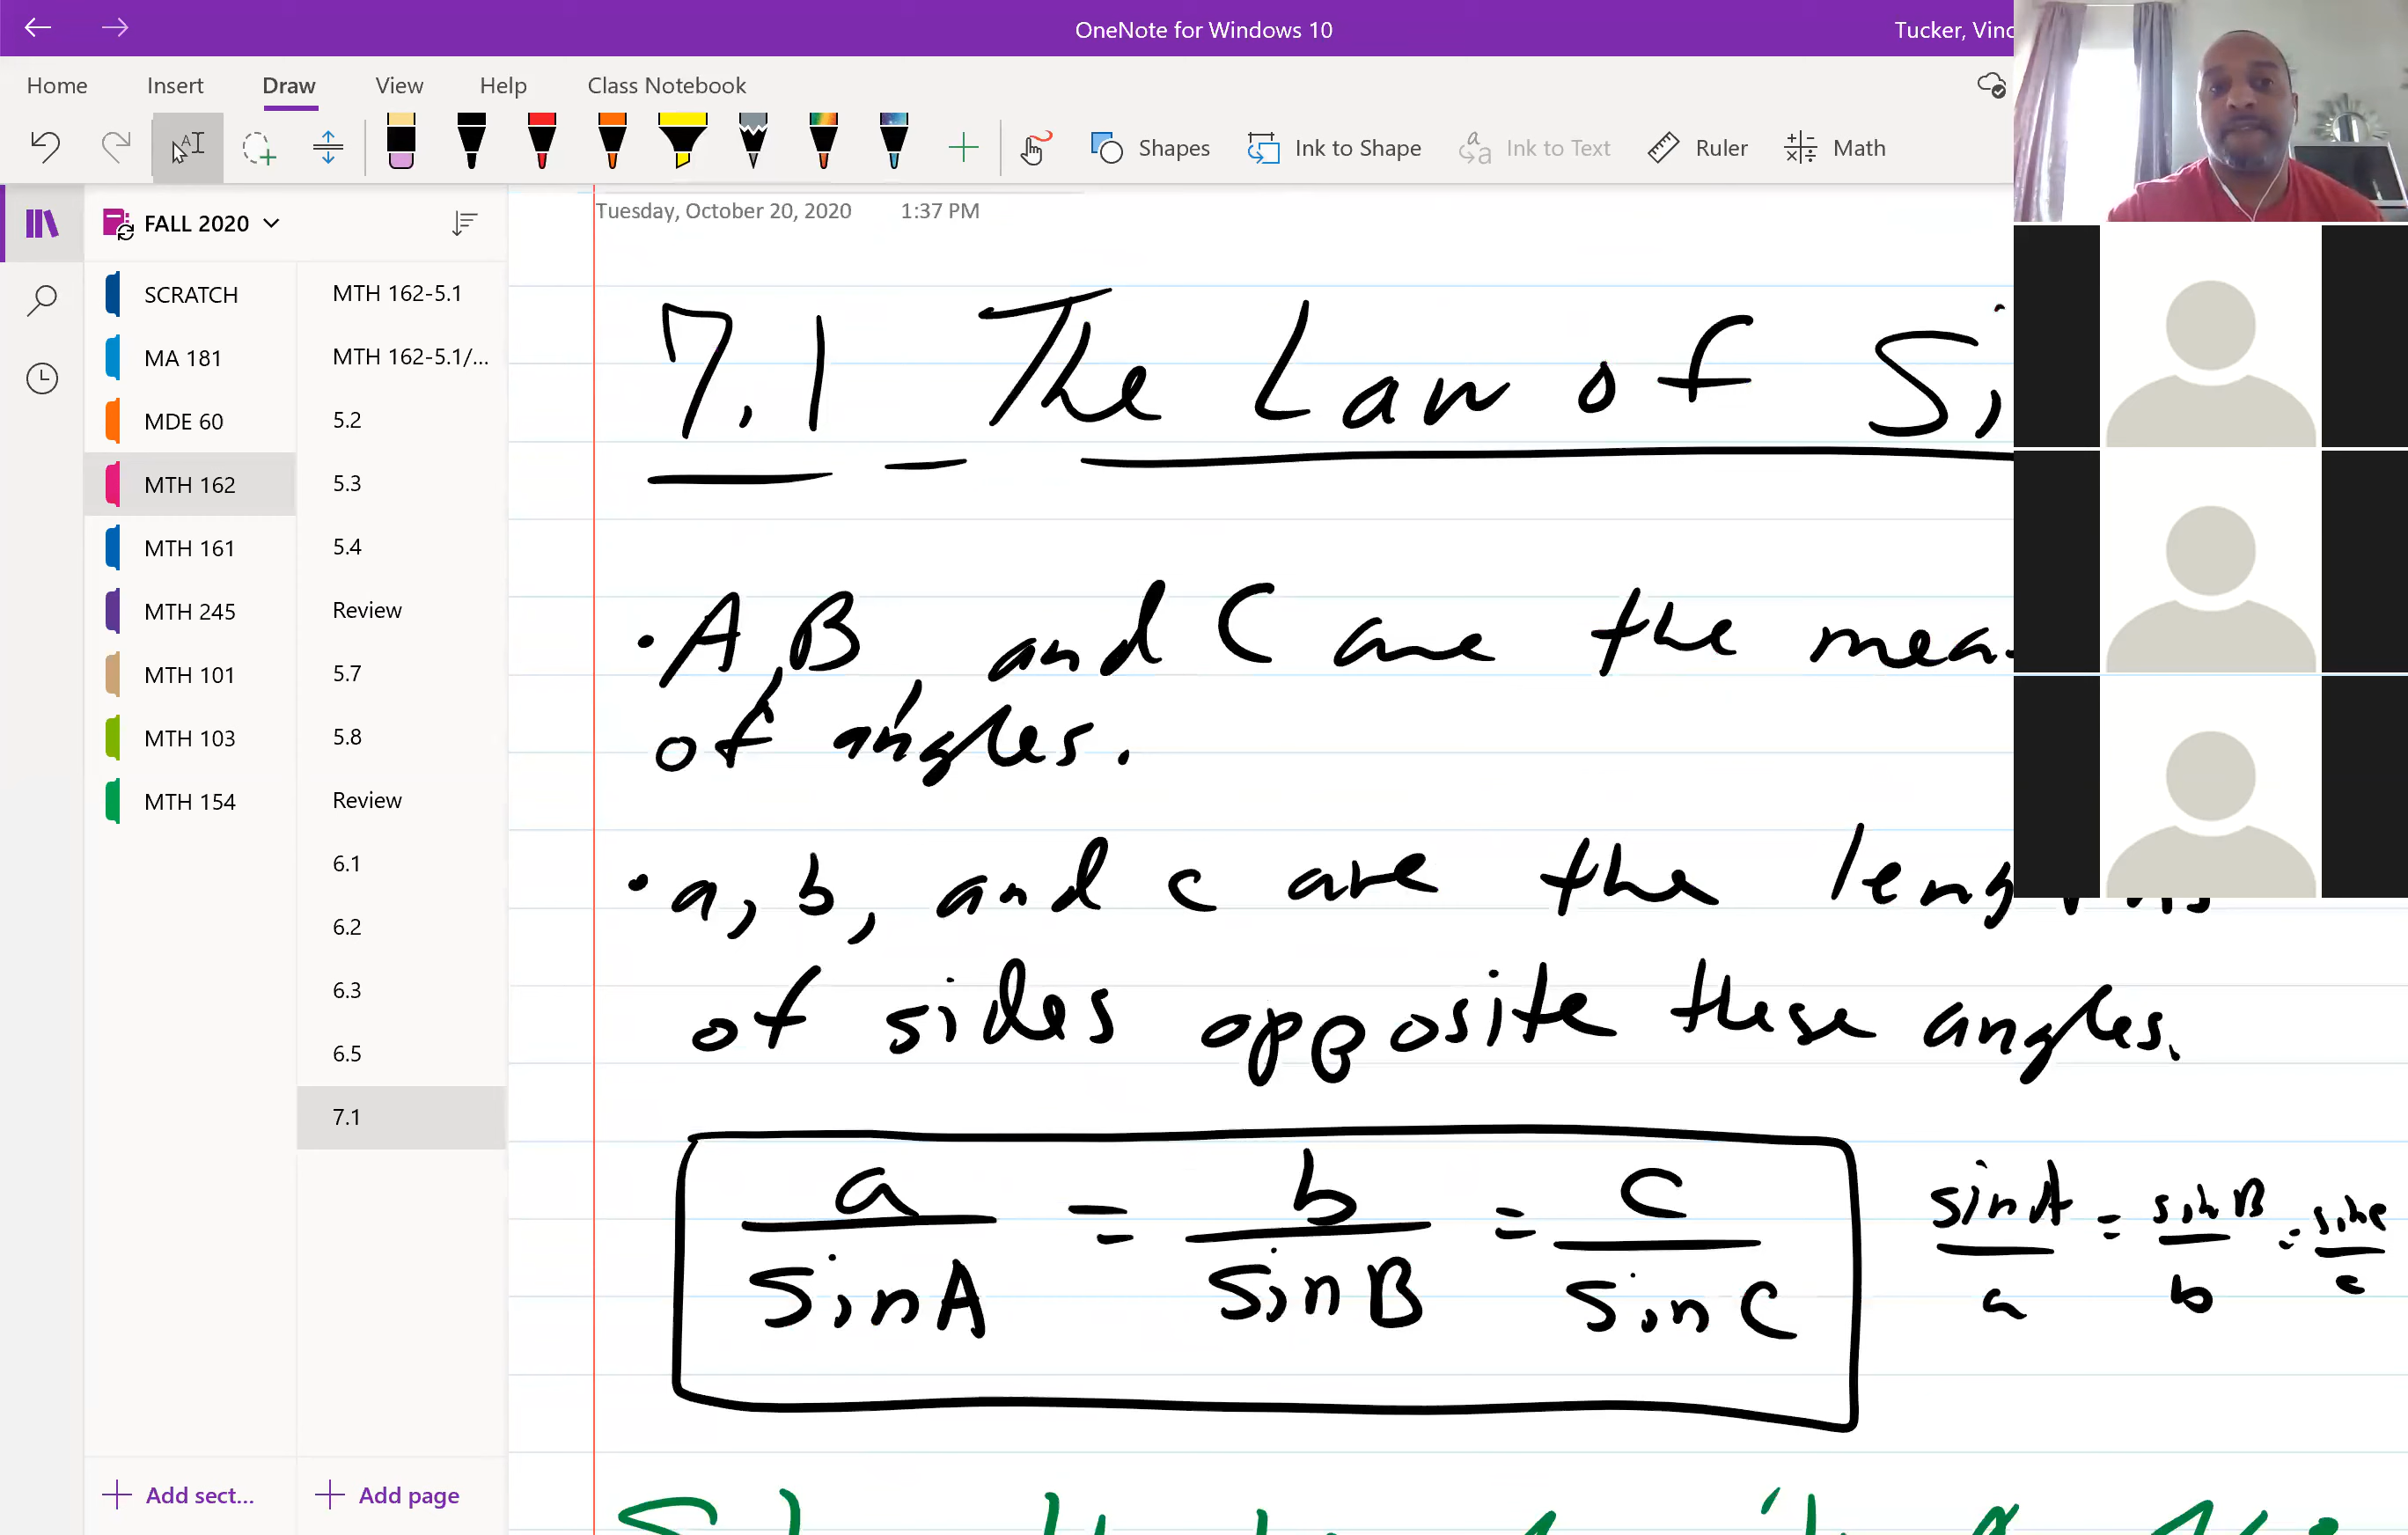 OneNote for Windows 10
Tucker, Vinc
Home Insert Draw View Help Class Notebook
Shapes Ink to Shape Ink to Text Ruler Math
FALL 2020
SCRATCH
MA 181
MDE 60
MTH 162
MTH 161
MTH 245
MTH 101
MTH 103
MTH 154
Add sect...
MTH 162-5.1
MTH 162-5.1/...
5.2
5.3
5.4
Review
5.7
5.8
Review
6.1
6.2
6.3
6.5
7.1
Add page
Tuesday, October 20, 2020 1:37 PM
7.1 – The Law of Si
• A, B, and C are the mea
of angles.
• a, b, and c are the lengths
of sides opposite these angles.
a/sinA = b/sinB = c/sinC
sinA/a = sinB/b = sinC/c